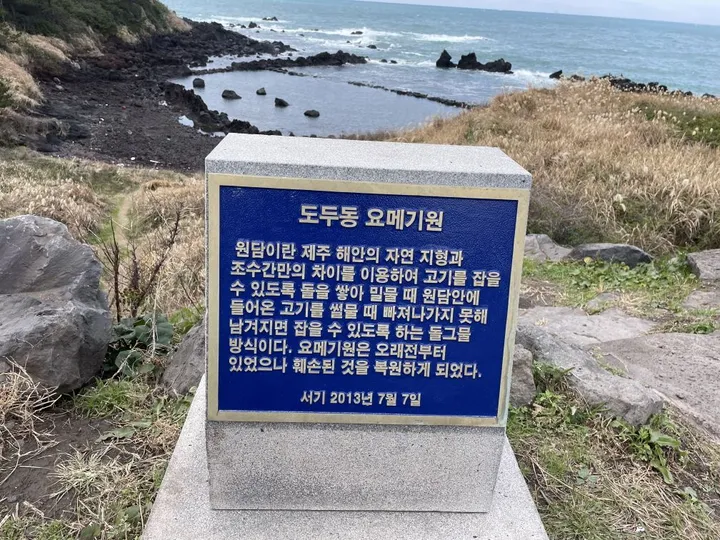 도두동 요메기원
원담이란 제주 해안의 자연 지형과
조수간만의 차이를 이용하여 고기를 잡을
수 있도록 돌을 쌓아 밀물 때 원담안에
들어온 고기를 썰물 때 빠져나가지 못해
남겨지면 잡을 수 있도록 하는 돌그물
방식이다. 요메기원은 오래전부터
있었으나 훼손된 것을 복원하게 되었다.
서기 2013년 7월 7일